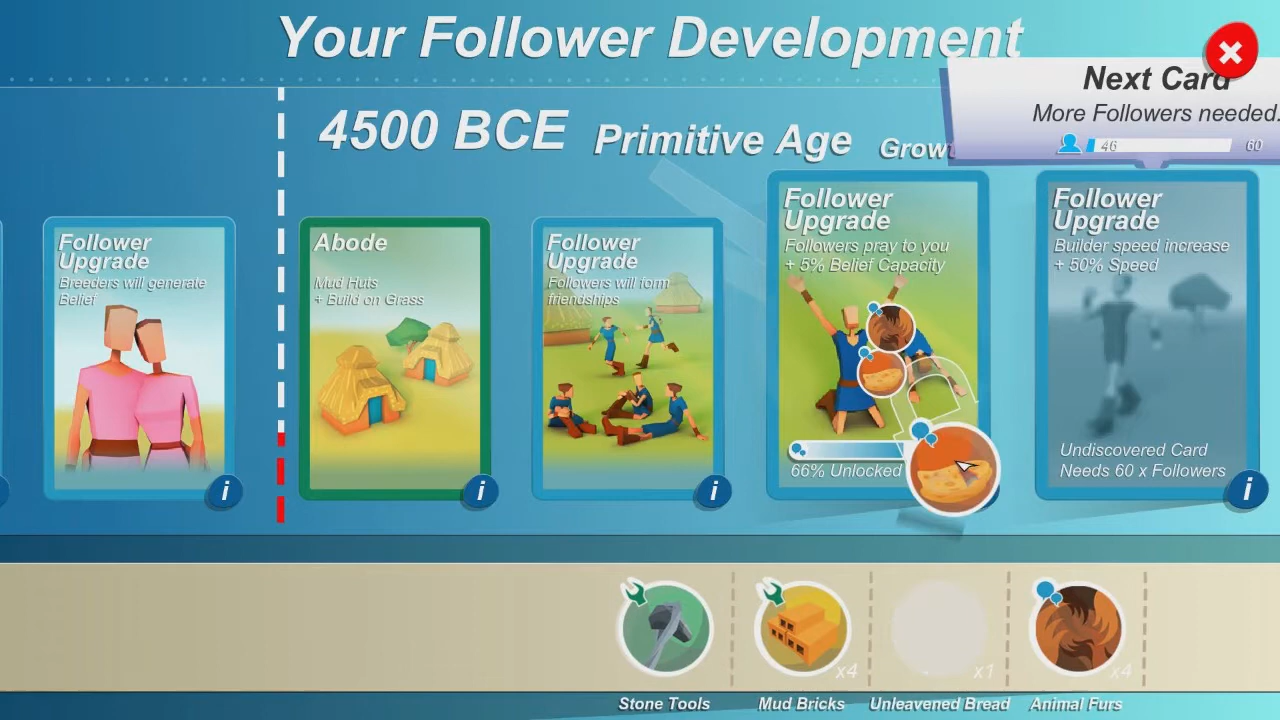 Your Follower Development
Next Card
More Followers needed.
46
60
4500 BCE
Primitive Age
Follower
Upgrade
Breeders will generate
Belief
i
Abode
Mud Huts
+ Build on Grass
i
Follower
Upgrade
Followers will form
friendships
i
Follower
Upgrade
Followers pray to you
+ 5% Belief Capacity
66% Unlocked
Follower
Upgrade
Builder speed increase
+ 50% Speed
Undiscovered Card
Needs 60 x Followers
i
x4
x1
x4
Stone Tools
Mud Bricks
Unleavened Bread
Animal Furs